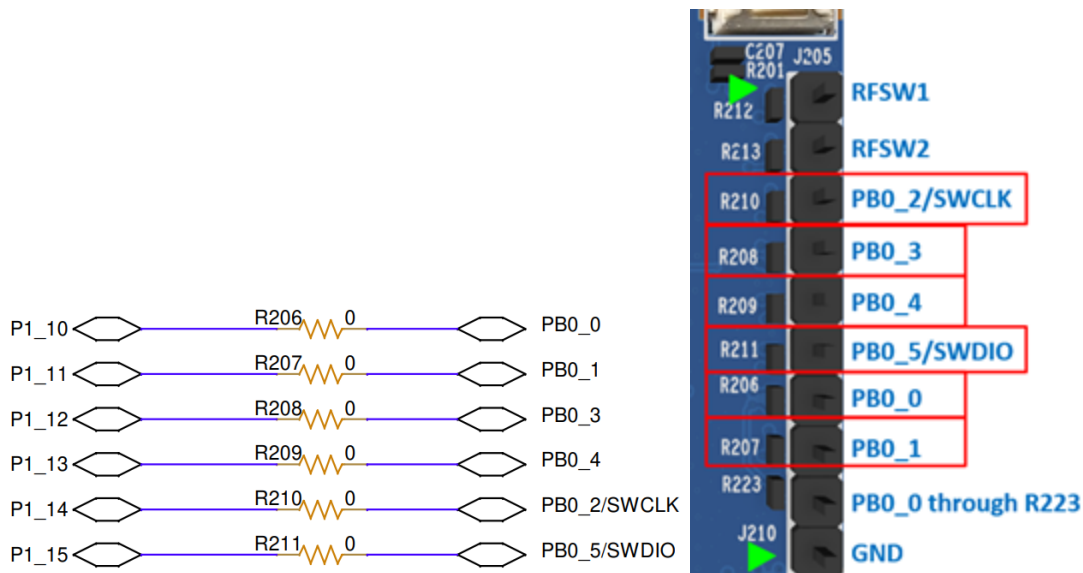 P1_10 R206 0 PB0_0
P1_11 R207 0 PB0_1
P1_12 R208 0 PB0_3
P1_13 R209 0 PB0_4
P1_14 R210 0 PB0_2/SWCLK
P1_15 R211 0 PB0_5/SWDIO
C207 J205
R201
RFSW1
R212
R213 RFSW2
R210 PB0_2/SWCLK
R208 PB0_3
R209 PB0_4
R211 PB0_5/SWDIO
R206 PB0_0
R207 PB0_1
R223 PB0_0 through R223
J210 GND